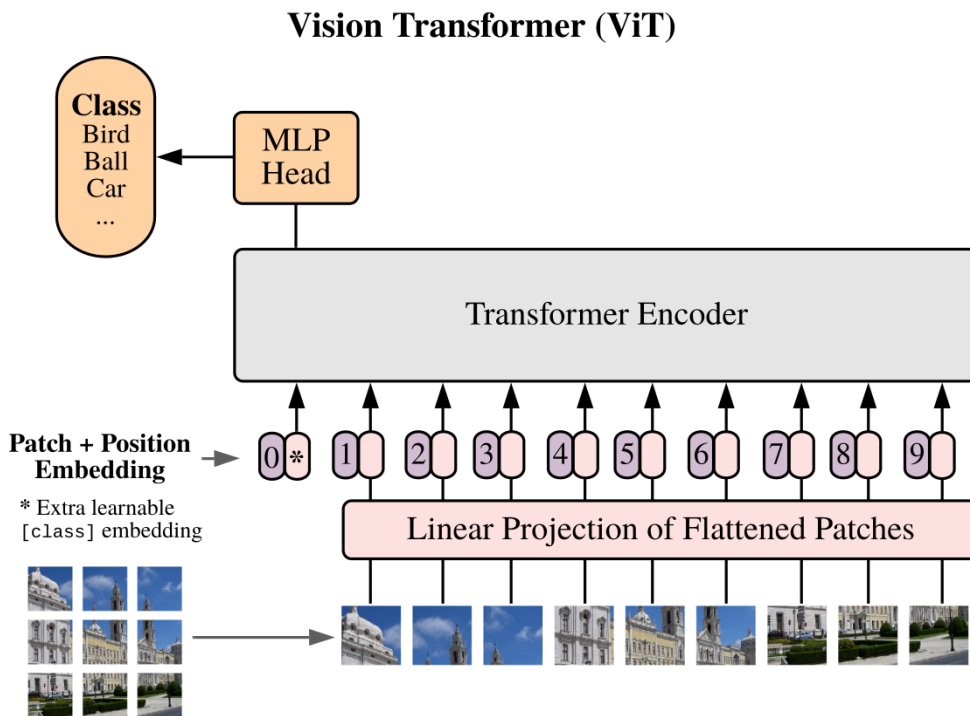 Vision Transformer (ViT)
Class
Bird
Ball
Car
...
MLP
Head
Transformer Encoder
Patch + Position
Embedding
0 * 1 2 3 4 5 6 7 8 9
* Extra learnable
[class] embedding
Linear Projection of Flattened Patches